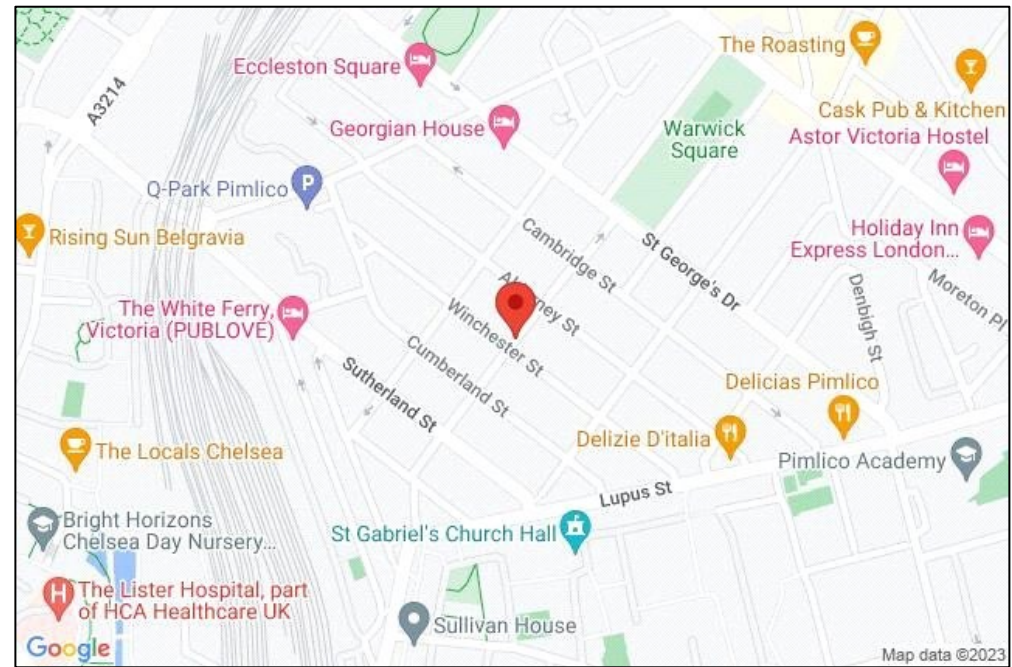 A3214
Eccleston Square
Georgian House
The Roasting
Cask Pub & Kitchen
Warwick
Square
Astor Victoria Hostel
Q-Park Pimlico
P
Rising Sun Belgravia
Holiday Inn
Express London...
Cambridge St
St George's Dr
Alderney St
Moreton Pl
Denbigh St
The White Ferry,
Victoria (PUBLOVE)
Winchester St
Cumberland St
Sutherland St
Delicias Pimlico
Delizie D'italia
The Locals Chelsea
Pimlico Academy
Lupus St
Bright Horizons
Chelsea Day Nursery...
St Gabriel's Church Hall
H
The Lister Hospital, part
of HCA Healthcare UK
Sullivan House
Google
Map data ©2023